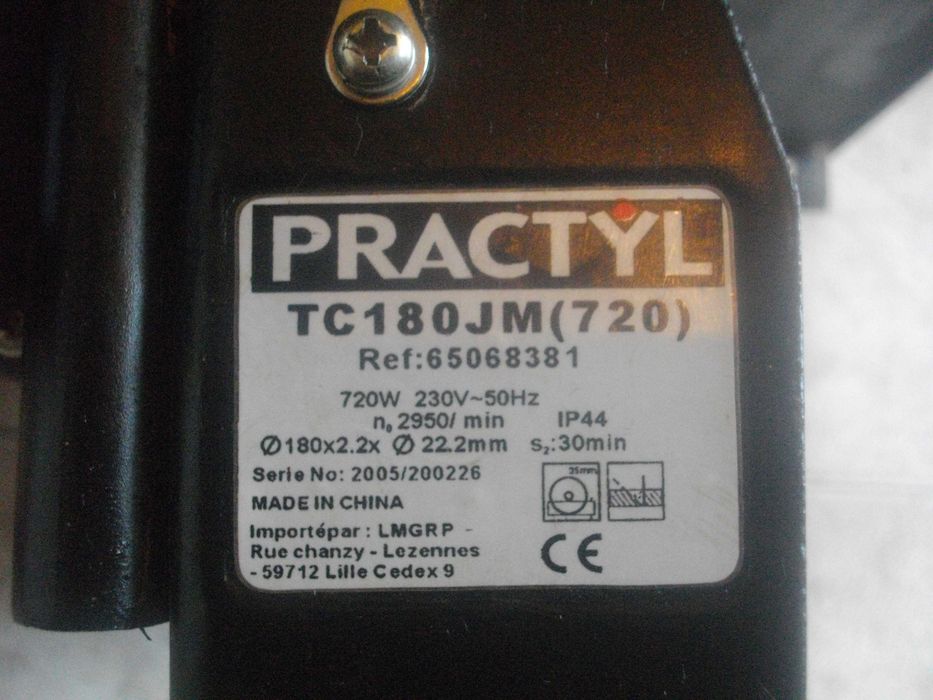 PRACTYL
TC180JM(720)
Ref:65068381
720W 230V~50Hz
n₀ 2950/ min IP44
Ø180x2.2x Ø 22.2mm s₂:30min
Serie No: 2005/200226
35mm
MADE IN CHINA
Importépar : LMGRP -
Rue chanzy - Lezennes
- 59712 Lille Cedex 9
CE